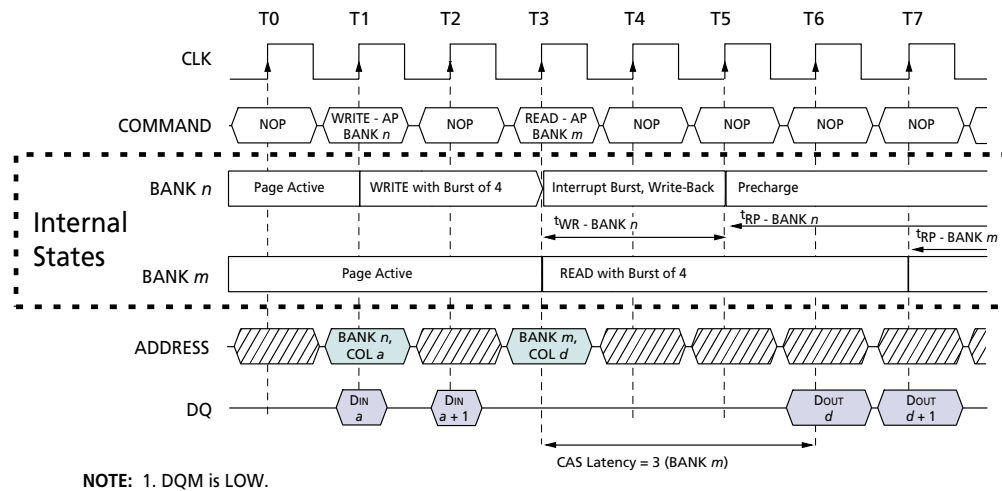 T0 T1 T2 T3 T4 T5 T6 T7
CLK
COMMAND NOP WRITE - AP NOP READ - AP NOP NOP NOP NOP
BANK n BANK m
BANK n Page Active WRITE with Burst of 4 Interrupt Burst, Write-Back Precharge
Internal
States
tWR - BANK n tRP - BANK n
tRP - BANK m
BANK m Page Active READ with Burst of 4
ADDRESS BANK n, BANK m,
COL a COL d
DQ DIN DIN DOUT DOUT
a a + 1 d d + 1
CAS Latency = 3 (BANK m)
NOTE: 1. DQM is LOW.